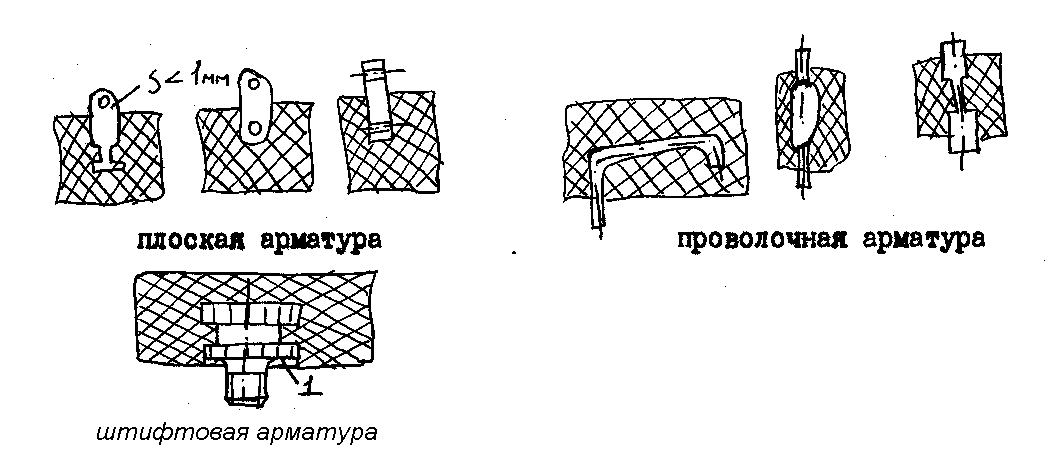 S < 1мм
плоская арматура
проволочная арматура
1
штифтовая арматура